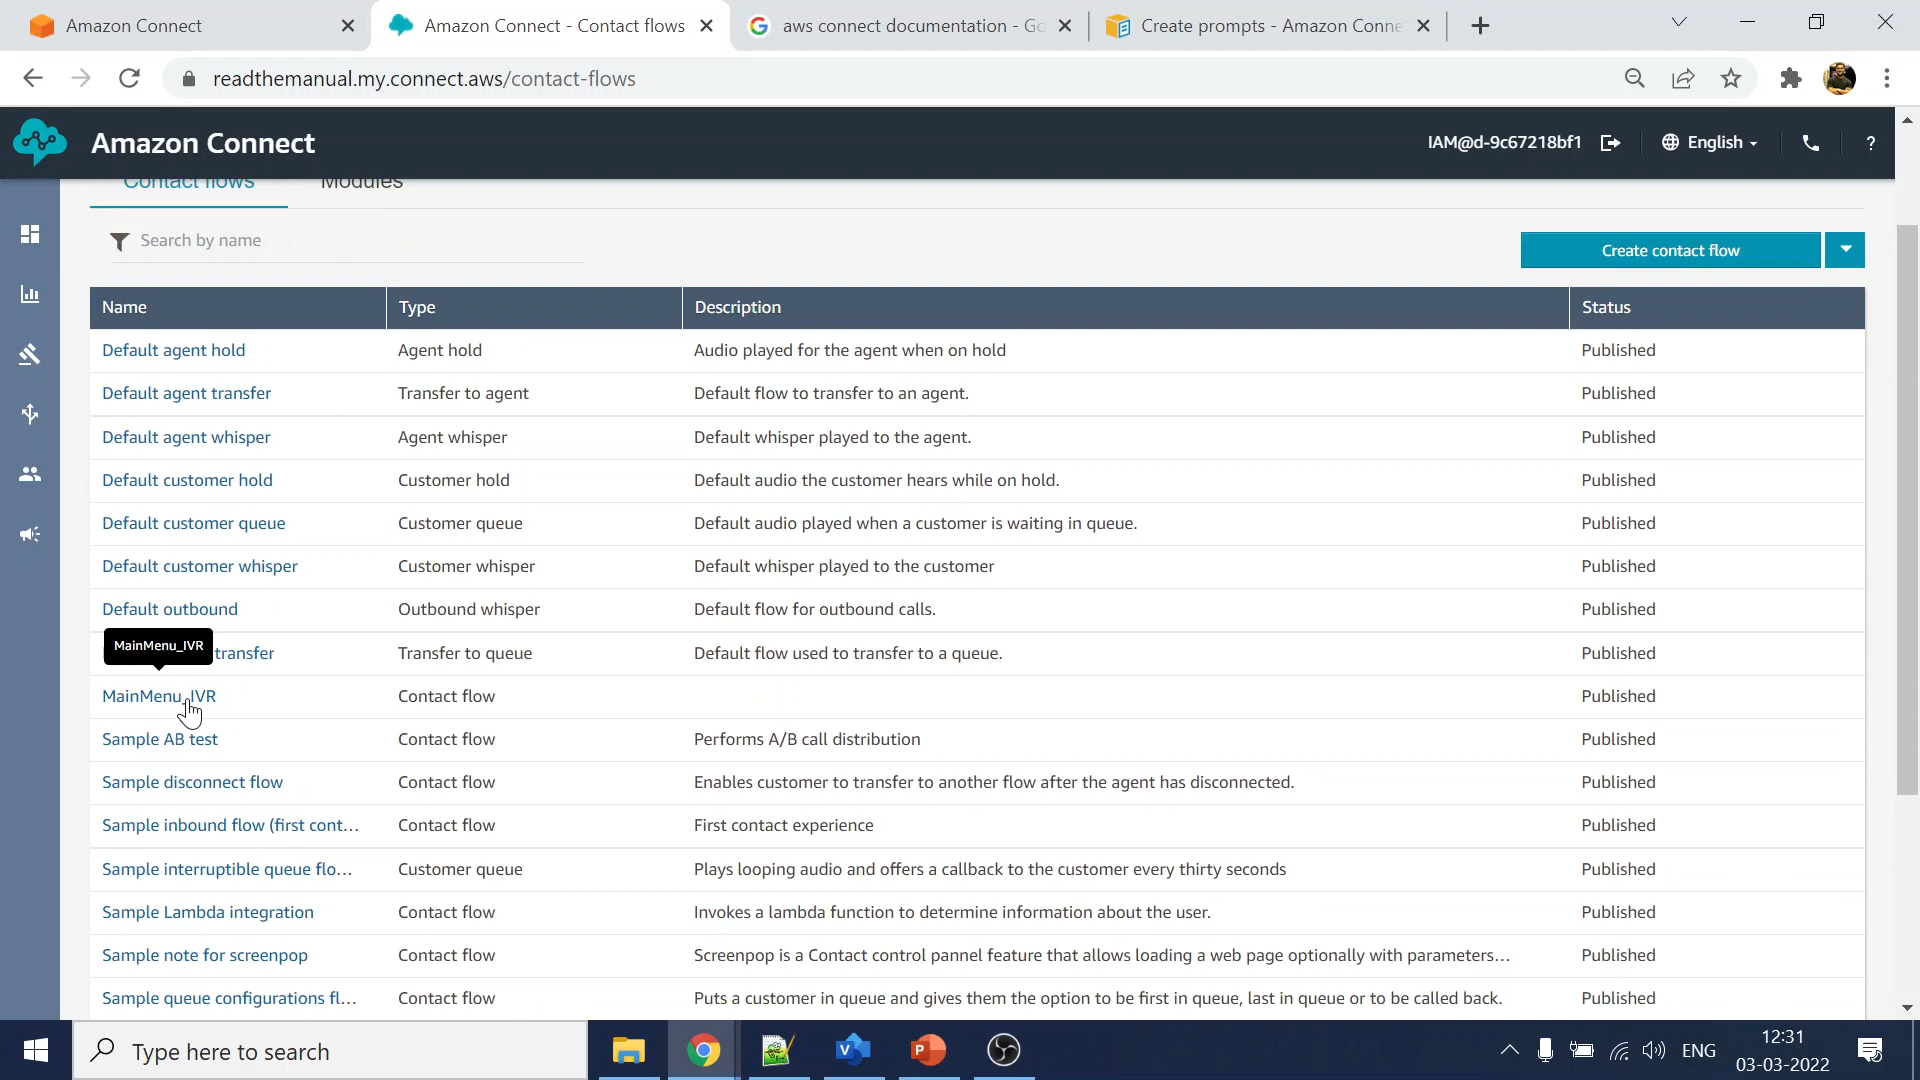 Amazon Connect
Amazon Connect - Contact flows
aws connect documentation - Go
Create prompts - Amazon Conne
readthemanual.my.connect.aws/contact-flows
Amazon Connect
IAM@d-9c67218bf1
English
?
Contact flows
Modules
Search by name
Create contact flow
Name Type Description Status
Default agent hold Agent hold Audio played for the agent when on hold Published
Default agent transfer Transfer to agent Default flow to transfer to an agent. Published
Default agent whisper Agent whisper Default whisper played to the agent. Published
Default customer hold Customer hold Default audio the customer hears while on hold. Published
Default customer queue Customer queue Default audio played when a customer is waiting in queue. Published
Default customer whisper Customer whisper Default whisper played to the customer Published
Default outbound Outbound whisper Default flow for outbound calls. Published
MainMenu_IVR
transfer Transfer to queue Default flow used to transfer to a queue. Published
MainMenu_IVR Contact flow Published
Sample AB test Contact flow Performs A/B call distribution Published
Sample disconnect flow Contact flow Enables customer to transfer to another flow after the agent has disconnected. Published
Sample inbound flow (first cont... Contact flow First contact experience Published
Sample interruptible queue flo... Customer queue Plays looping audio and offers a callback to the customer every thirty seconds Published
Sample Lambda integration Contact flow Invokes a lambda function to determine information about the user. Published
Sample note for screenpop Contact flow Screenpop is a Contact control pannel feature that allows loading a web page optionally with parameters... Published
Sample queue configurations fl... Contact flow Puts a customer in queue and gives them the option to be first in queue, last in queue or to be called back. Published
Type here to search
ENG
12:31
03-03-2022